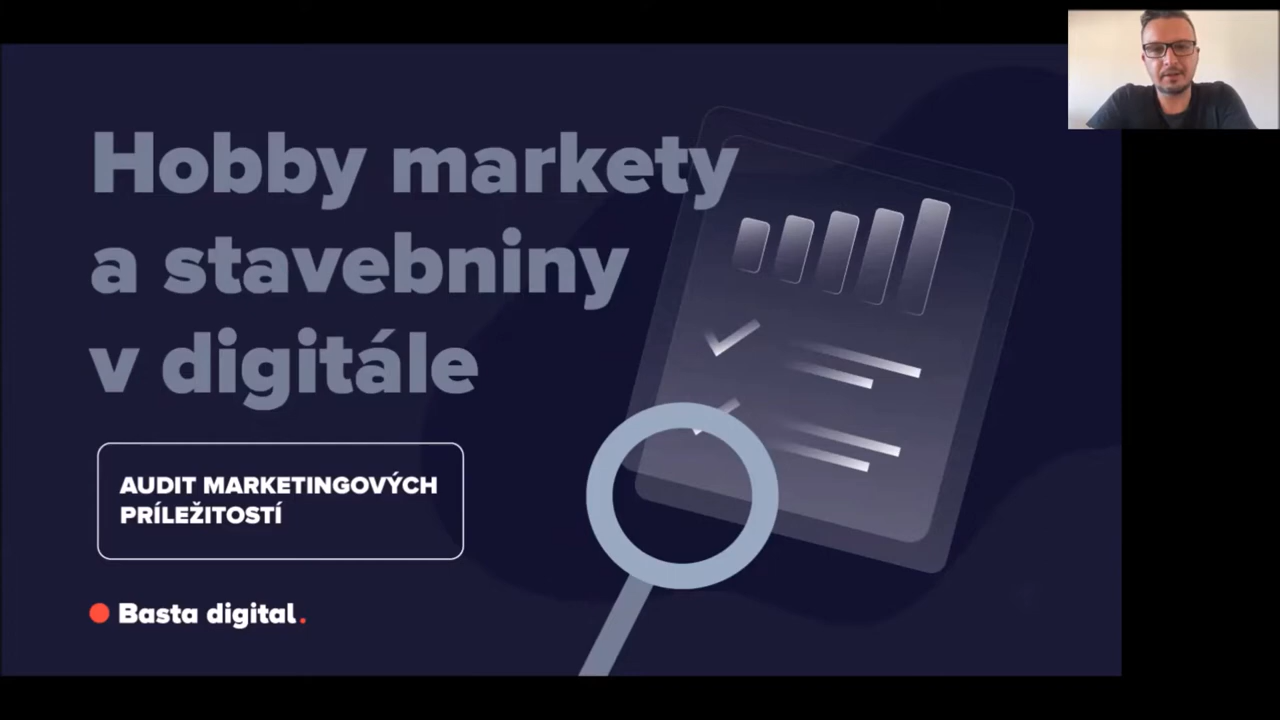 Hobby markety
a stavebniny
v digitále
AUDIT MARKETINGOVÝCH
PRÍLEŽITOSTÍ
Basta digital.